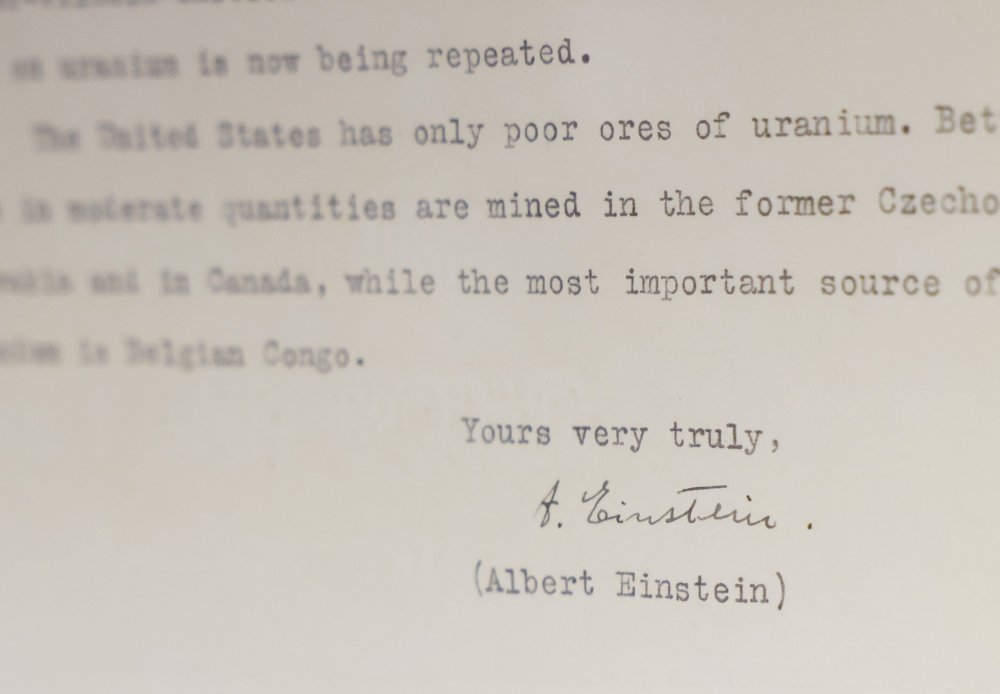 on uranium is now being repeated.
The United States has only poor ores of uranium. Bet
in moderate quantities are mined in the former Czecho
and in Canada, while the most important source of
is Belgian Congo.
Yours very truly,
A. Einstein.
(Albert Einstein)